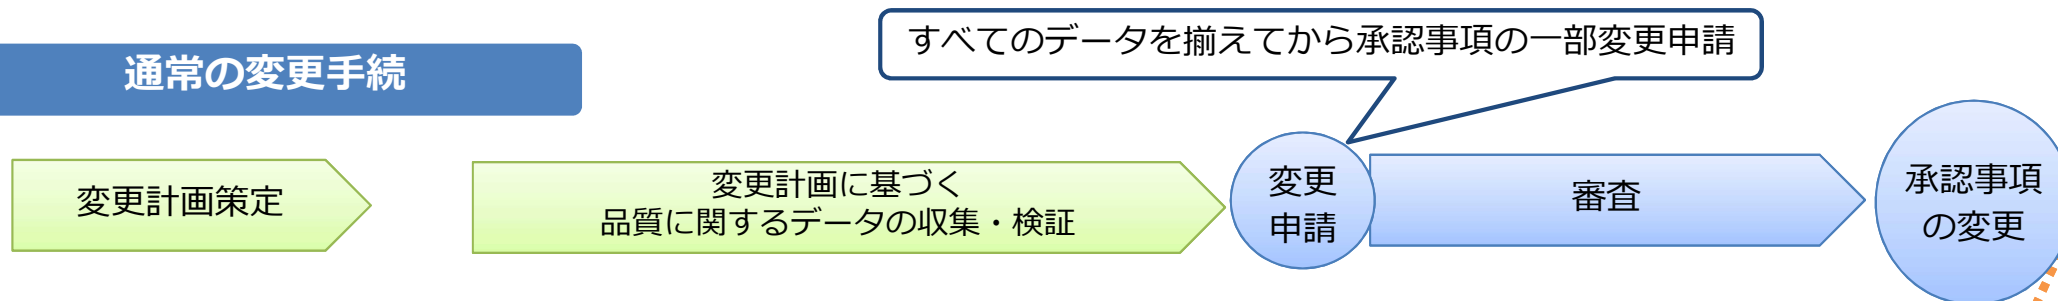 すべてのデータを揃えてから承認事項の一部変更申請
通常の変更手続
変更計画策定
変更計画に基づく
品質に関するデータの収集・検証
変更
申請
審査
承認事項
の変更